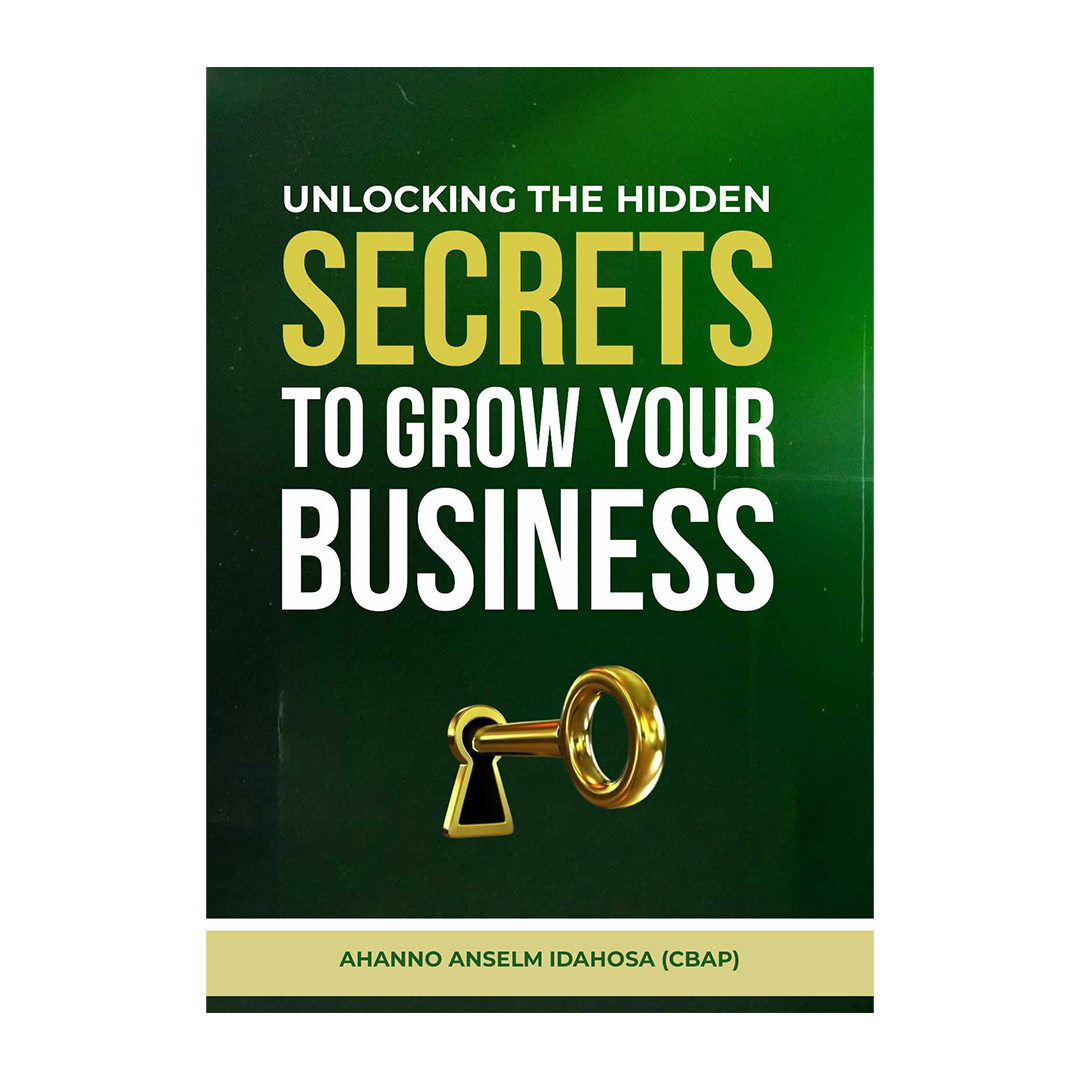 UNLOCKING THE HIDDEN
SECRETS
TO GROW YOUR
BUSINESS
AHANNO ANSELM IDAHOSA (CBAP)